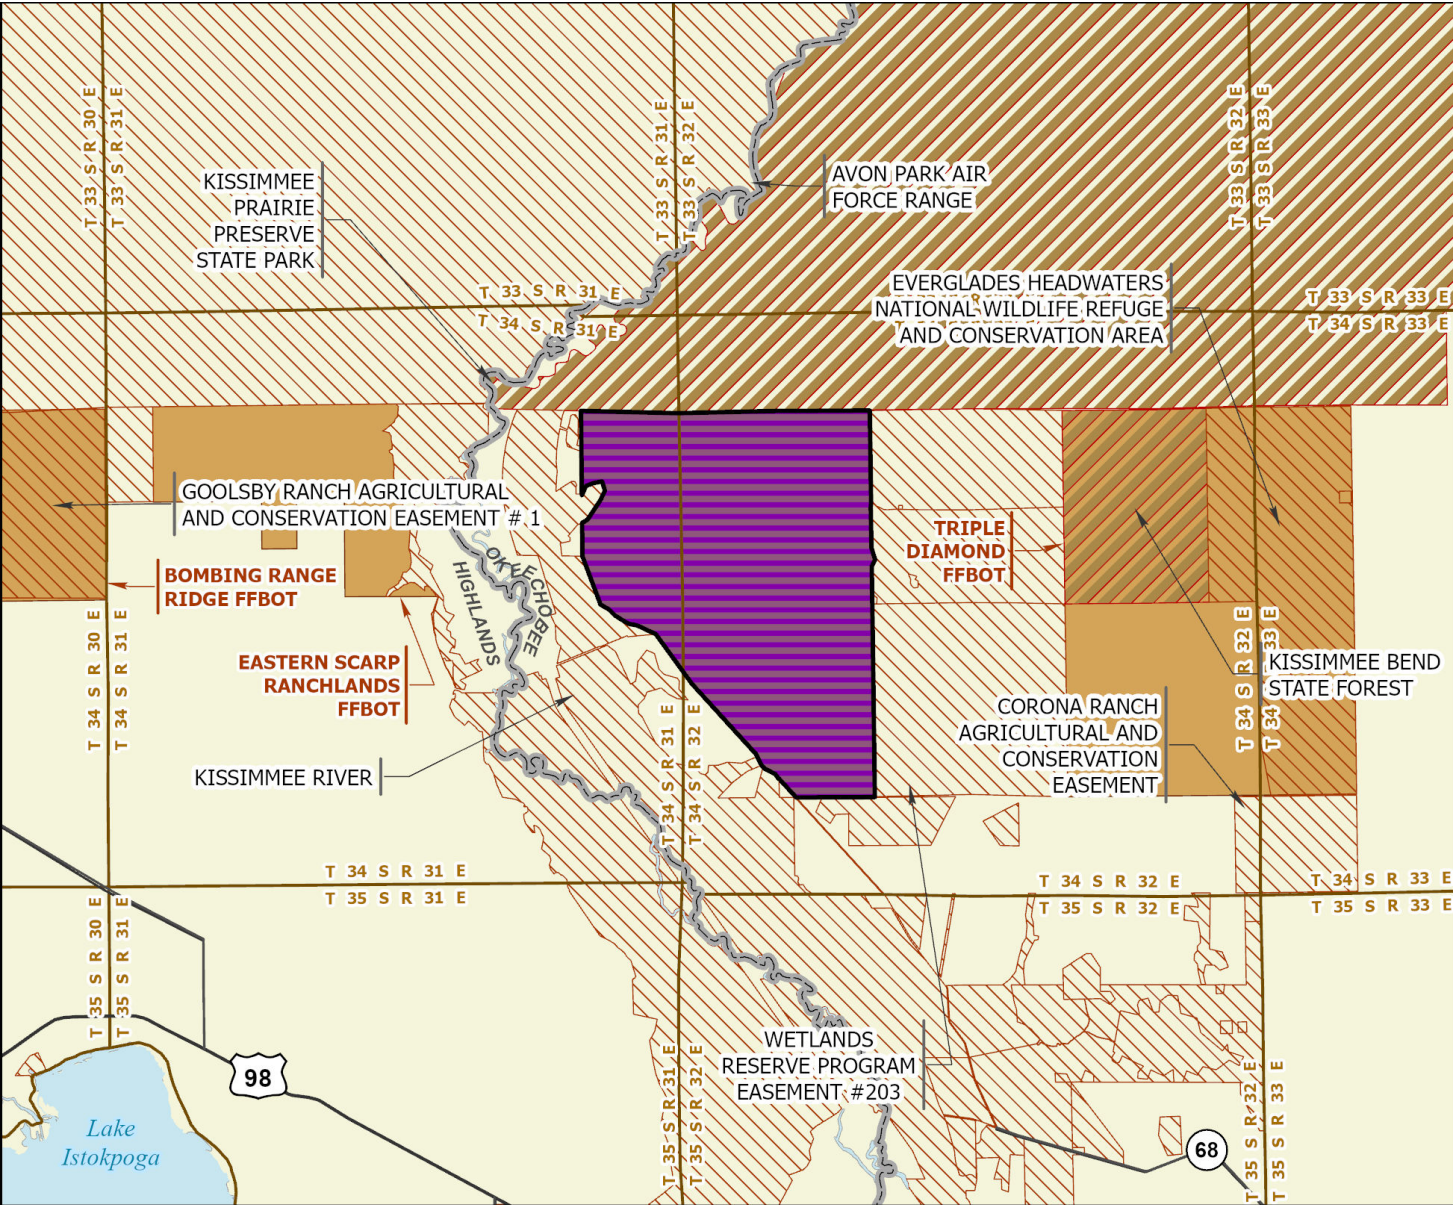 T 33 S R 30 E
T 33 S R 31 E
T 33 S R 31 E
T 33 S R 32 E
T 33 S R 32 E
T 33 S R 33 E
KISSIMMEE
PRAIRIE
PRESERVE
STATE PARK
AVON PARK AIR
FORCE RANGE
EVERGLADES HEADWATERS
NATIONAL WILDLIFE REFUGE
AND CONSERVATION AREA
T 33 S R 31 E
T 34 S R 31 E
T 33 S R 33 E
T 34 S R 33 E
GOOLSBY RANCH AGRICULTURAL
AND CONSERVATION EASEMENT # 1
TRIPLE
DIAMOND
FFBOT
BOMBING RANGE
RIDGE FFBOT
OKEECHOBEE
HIGHLANDS
T 34 S R 30 E
T 34 S R 31 E
EASTERN SCARP
RANCHLANDS
FFBOT
T 34 S R 32 E
T 34 S R 33 E
KISSIMMEE BEND
STATE FOREST
CORONA RANCH
AGRICULTURAL AND
CONSERVATION
EASEMENT
KISSIMMEE RIVER
T 34 S R 31 E
T 34 S R 32 E
T 34 S R 31 E
T 35 S R 31 E
T 34 S R 32 E
T 35 S R 32 E
T 34 S R 33 E
T 35 S R 33 E
T 35 S R 30 E
T 35 S R 31 E
WETLANDS
RESERVE PROGRAM
EASEMENT #203
98
Lake
Istokpoga
T 35 S R 31 E
T 35 S R 32 E
68
T 35 S R 32 E
T 35 S R 33 E